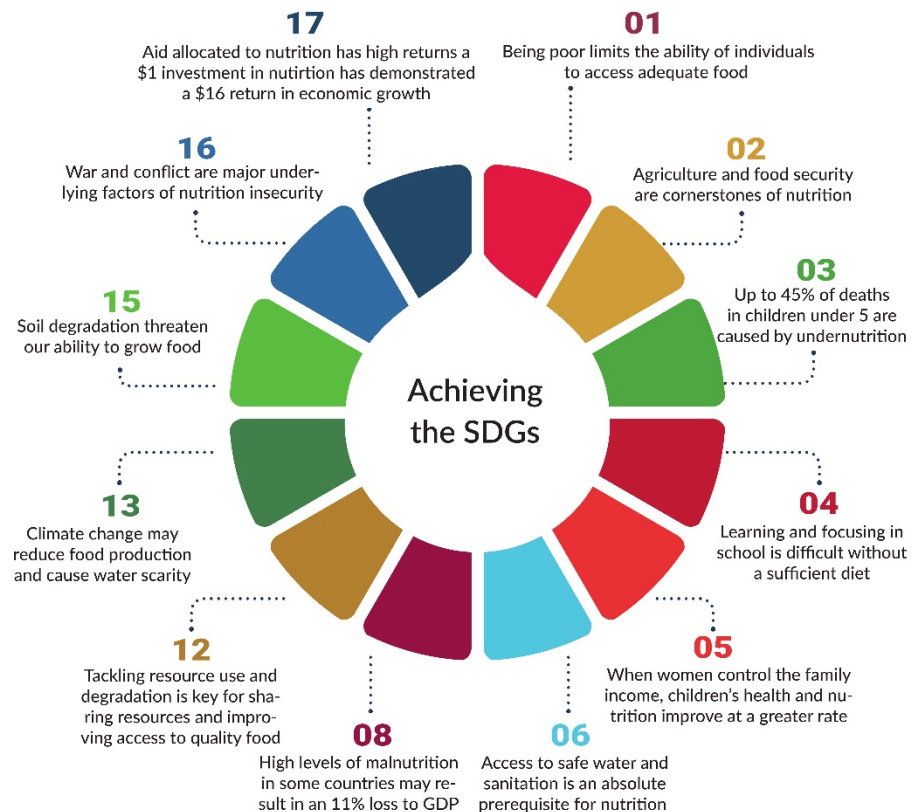 17
Aid allocated to nutrition has high returns a
$1 investment in nutirtion has demonstrated
a $16 return in economic growth
01
Being poor limits the ability of individuals
to access adequate food
16
War and conflict are major under-
lying factors of nutrition insecurity
02
Agriculture and food security
are cornerstones of nutrition
03
Up to 45% of deaths
in children under 5 are
caused by undernutrition
15
Soil degradation threaten
our ability to grow food
Achieving
the SDGs
13
Climate change may
reduce food production
and cause water scarity
04
Learning and focusing in
school is difficult without
a sufficient diet
12
Tackling resource use and
degradation is key for sha-
ring resources and impro-
ving access to quality food
05
When women control the family
income, children’s health and nu-
trition improve at a greater rate
08
High levels of malnutrition
in some countries may re-
sult in an 11% loss to GDP
06
Access to safe water and
sanitation is an absolute
prerequisite for nutrition